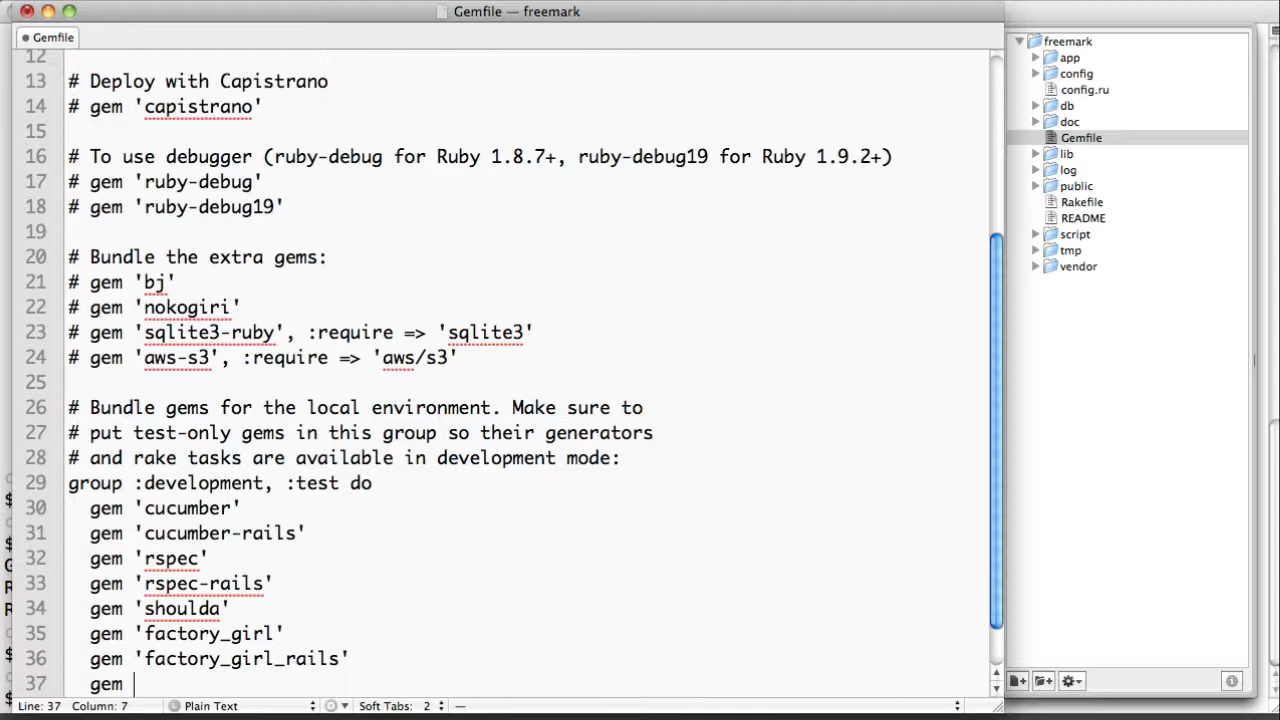 Gemfile — freemark
Gemfile
12
13 # Deploy with Capistrano
14 # gem 'capistrano'
15
16 # To use debugger (ruby-debug for Ruby 1.8.7+, ruby-debug19 for Ruby 1.9.2+)
17 # gem 'ruby-debug'
18 # gem 'ruby-debug19'
19
20 # Bundle the extra gems:
21 # gem 'bj'
22 # gem 'nokogiri'
23 # gem 'sqlite3-ruby', :require => 'sqlite3'
24 # gem 'aws-s3', :require => 'aws/s3'
25
26 # Bundle gems for the local environment. Make sure to
27 # put test-only gems in this group so their generators
28 # and rake tasks are available in development mode:
29 group :development, :test do
30 gem 'cucumber'
31 gem 'cucumber-rails'
32 gem 'rspec'
33 gem 'rspec-rails'
34 gem 'shoulda'
35 gem 'factory_girl'
36 gem 'factory_girl_rails'
37 gem
Line: 37 Column: 7 Plain Text Soft Tabs: 2 —
freemark
app
config
config.ru
db
doc
Gemfile
lib
log
public
Rakefile
README
script
tmp
vendor